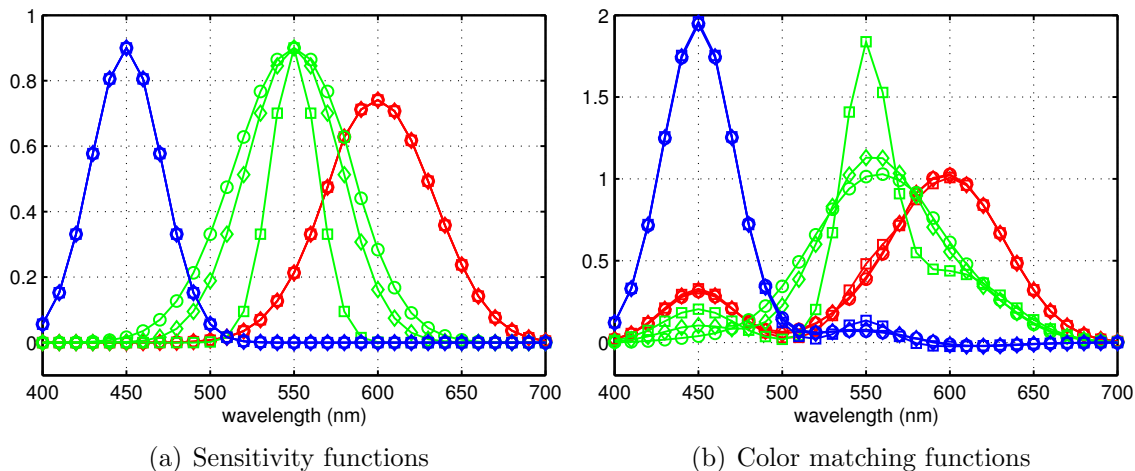 1
0.8
0.6
0.4
0.2
0
400 450 500 550 600 650 700
wavelength (nm)
(a) Sensitivity functions
2
1.5
1
0.5
0
400 450 500 550 600 650 700
wavelength (nm)
(b) Color matching functions